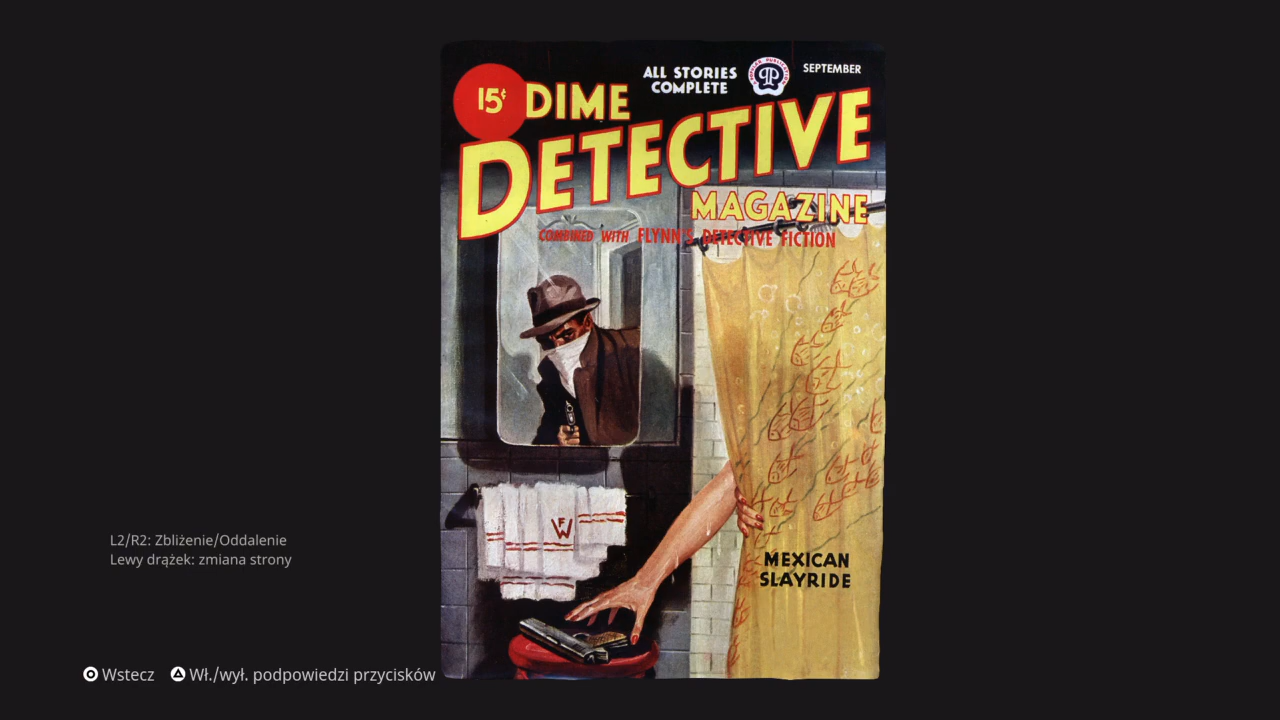 15¢ DIME
ALL STORIES
COMPLETE
SEPTEMBER
DETECTIVE
MAGAZINE
COMBINED WITH FLYNN'S DETECTIVE FICTION
FW
MEXICAN
SLAYRIDE
L2/R2: Zbliżenie/Oddalenie
Lewy drążek: zmiana strony
Wstecz Wł./wył. podpowiedzi przycisków